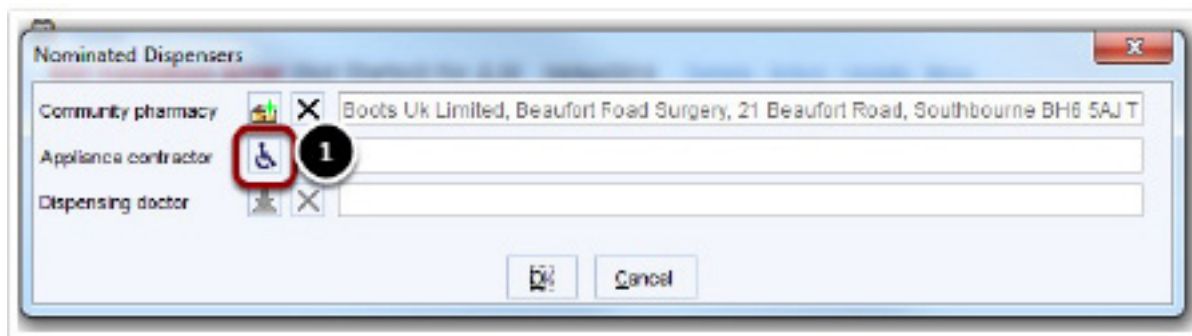 Nominated Dispensers
Community pharmacy Boots Uk Limited, Beaufort Road Surgery, 21 Beaufort Road, Southbourne BH6 5AJ T
Appliance contractor 1
Dispensing doctor
OK Cancel